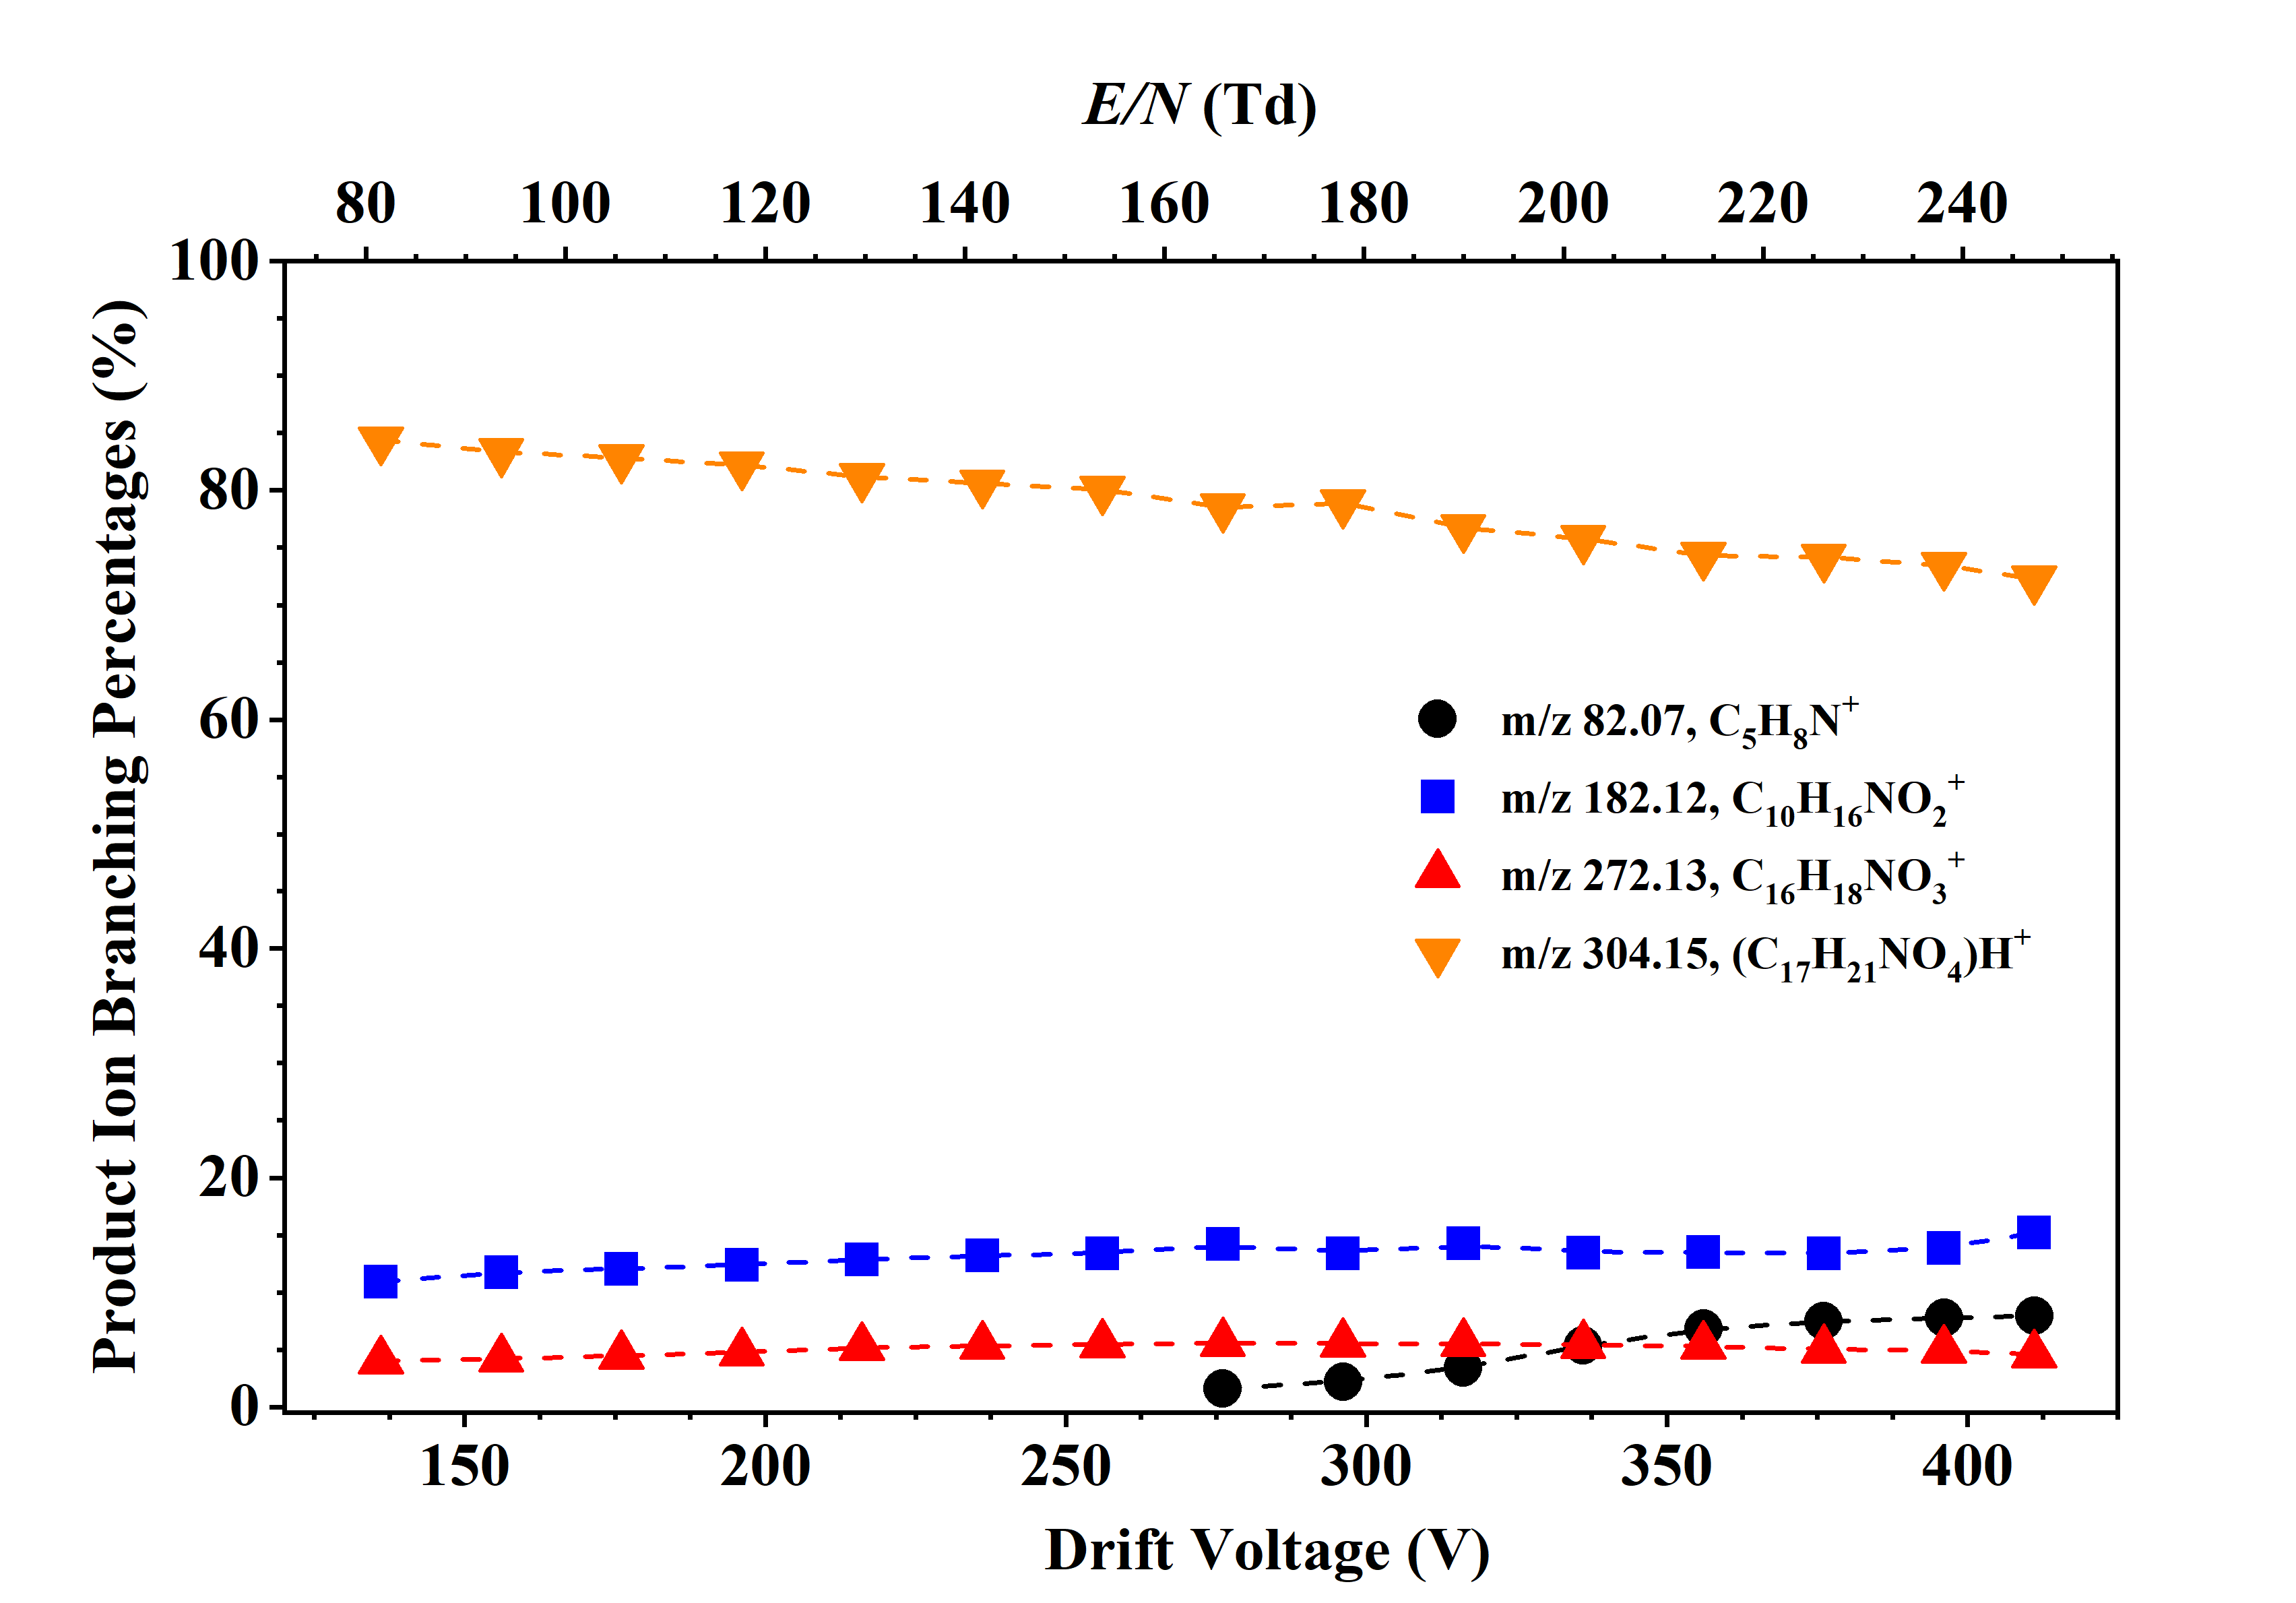 E/N (Td)
80 100 120 140 160 180 200 220 240
100
80
60
40
20
0
Product Ion Branching Percentages (%)
m/z 82.07, C5H8N+
m/z 182.12, C10H16NO2+
m/z 272.13, C16H18NO3+
m/z 304.15, (C17H21NO4)H+
150 200 250 300 350 400
Drift Voltage (V)